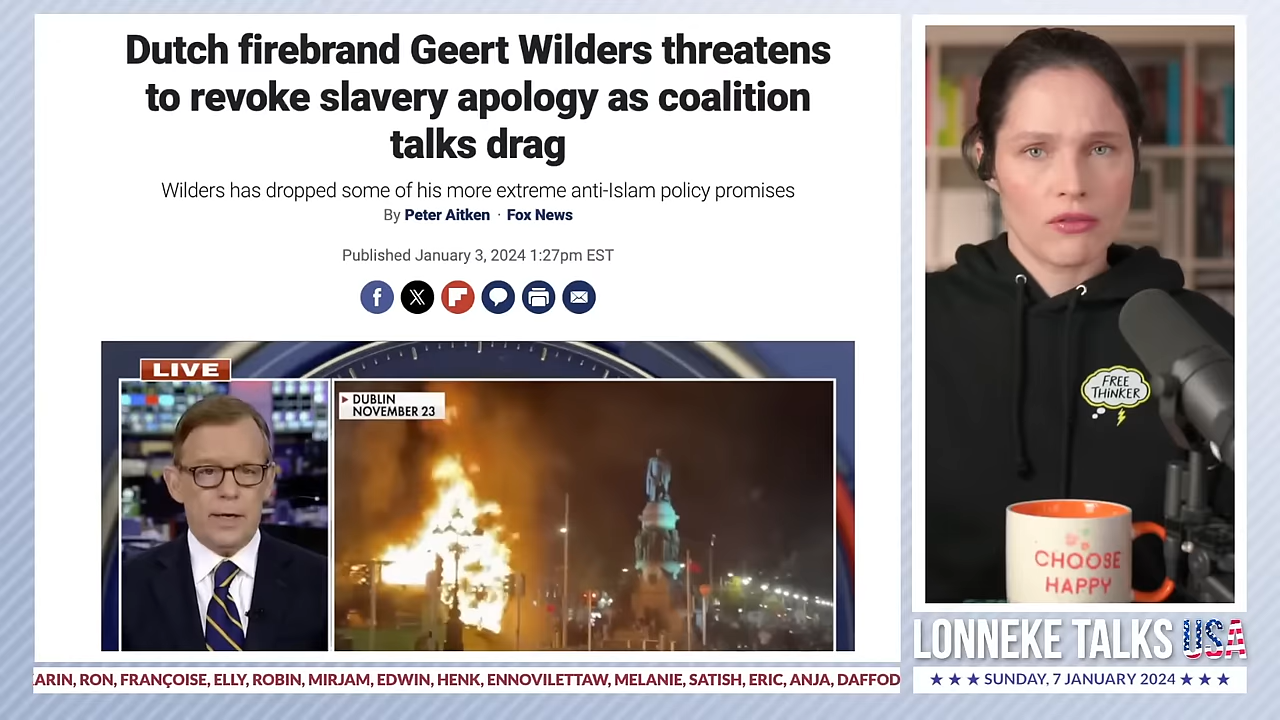 Dutch firebrand Geert Wilders threatens
to revoke slavery apology as coalition
talks drag
Wilders has dropped some of his more extreme anti-Islam policy promises
By Peter Aitken · Fox News
Published January 3, 2024 1:27pm EST
LIVE
DUBLIN
NOVEMBER 23
FREE
THINKER
CHOOSE
HAPPY
LONNEKE TALKS USA
ARIN, RON, FRANÇOISE, ELLY, ROBIN, MIRJAM, EDWIN, HENK, ENNOVILETTAW, MELANIE, SATISH, ERIC, ANJA, DAFFOD
★ ★ ★ SUNDAY, 7 JANUARY 2024 ★ ★ ★